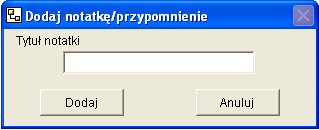 Dodaj notatkę/przypomnienie
Tytuł notatki
Dodaj
Anuluj